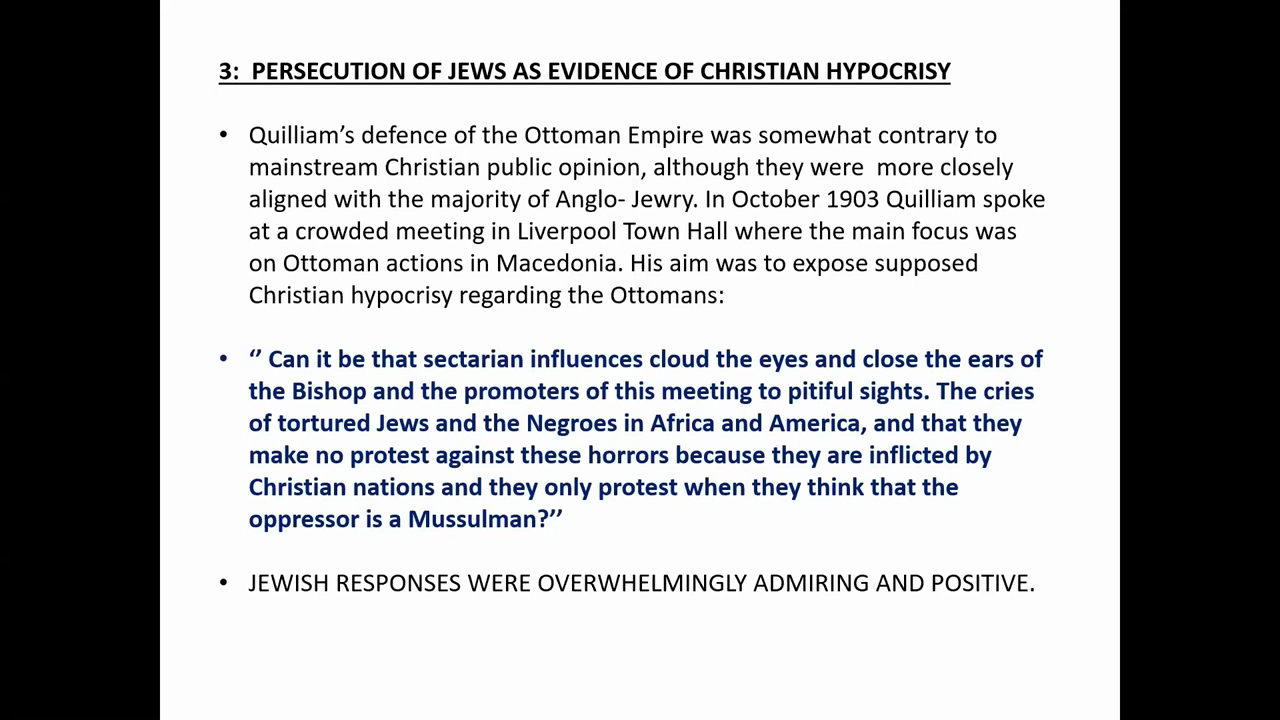 3:  PERSECUTION OF JEWS AS EVIDENCE OF CHRISTIAN HYPOCRISY
• Quilliam’s defence of the Ottoman Empire was somewhat contrary to
mainstream Christian public opinion, although they were  more closely
aligned with the majority of Anglo- Jewry. In October 1903 Quilliam spoke
at a crowded meeting in Liverpool Town Hall where the main focus was
on Ottoman actions in Macedonia. His aim was to expose supposed
Christian hypocrisy regarding the Ottomans:
• ‘’ Can it be that sectarian influences cloud the eyes and close the ears of
the Bishop and the promoters of this meeting to pitiful sights. The cries
of tortured Jews and the Negroes in Africa and America, and that they
make no protest against these horrors because they are inflicted by
Christian nations and they only protest when they think that the
oppressor is a Mussulman?’’
• JEWISH RESPONSES WERE OVERWHELMINGLY ADMIRING AND POSITIVE.